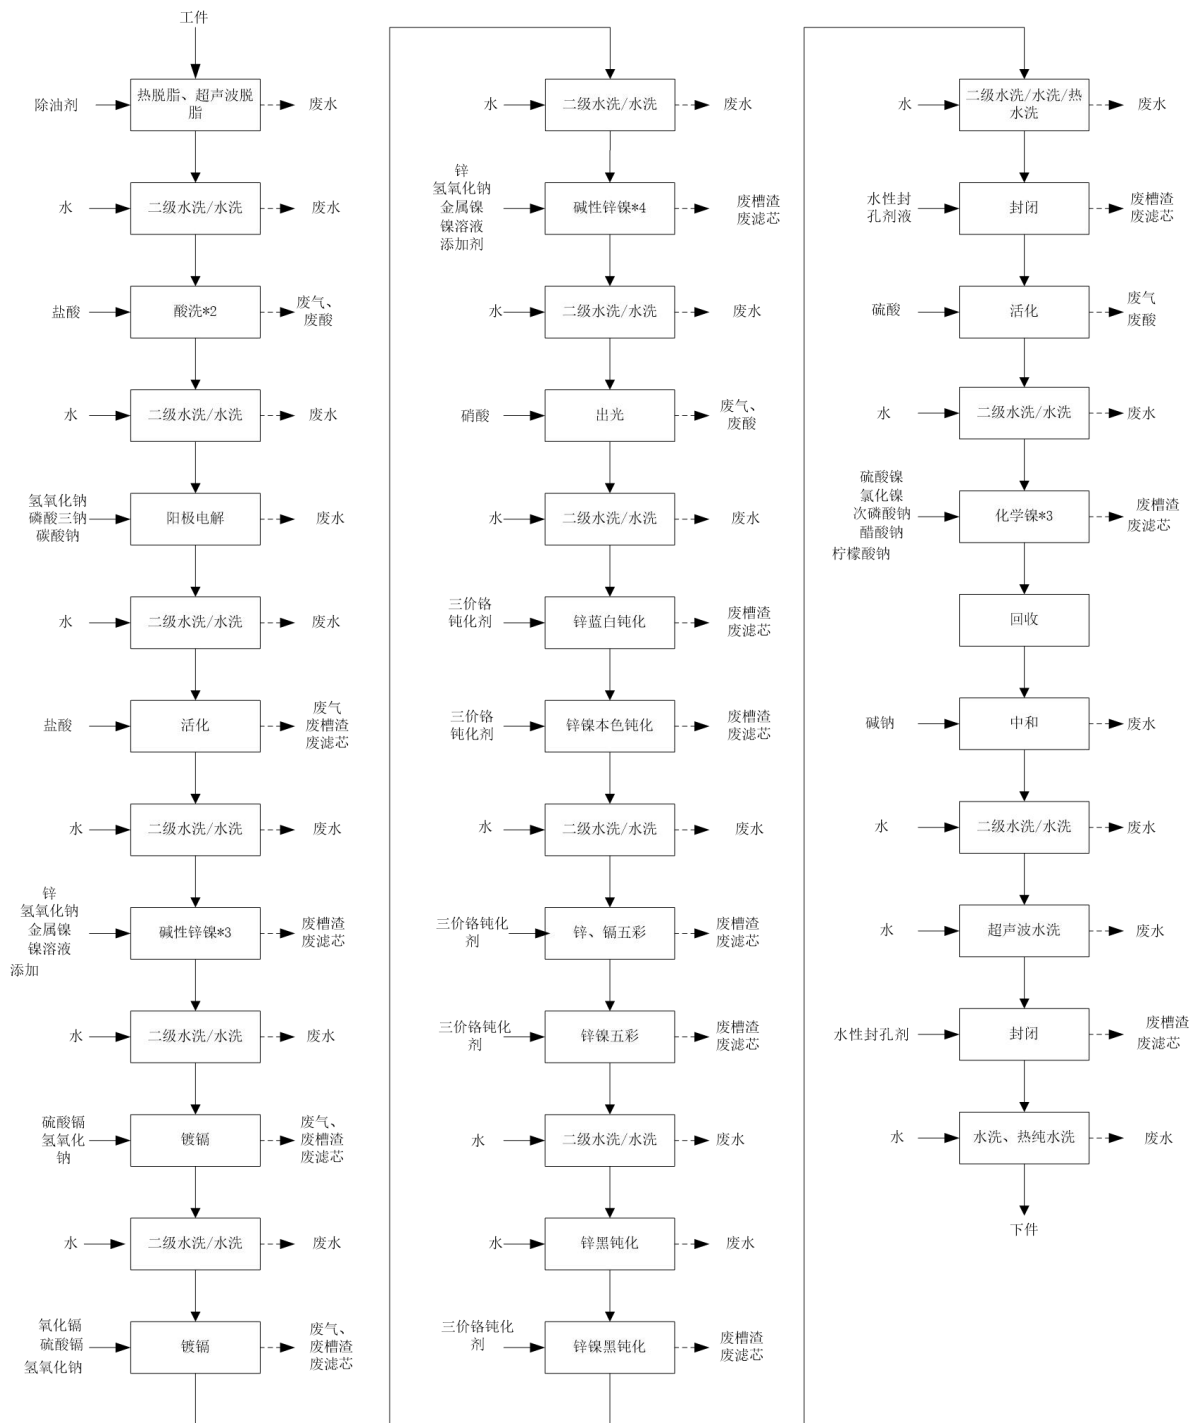 工件
除油剂
热脱脂、超声波脱
脂
废水
水
二级水洗/水洗
废水
盐酸
酸洗*2
废气、
废酸
水
二级水洗/水洗
废水
氢氧化钠
磷酸三钠
碳酸钠
阳极电解
废水
水
二级水洗/水洗
废水
盐酸
活化
废气
废槽渣
废滤芯
水
二级水洗/水洗
废水
锌
氢氧化钠
金属镍
镍溶液
添加
碱性锌镍*3
废槽渣
废滤芯
水
二级水洗/水洗
废水
硫酸镉
氢氧化
钠
镀镉
废气、
废槽渣
废滤芯
水
二级水洗/水洗
废水
氧化镉
硫酸镉
氢氧化钠
镀镉
废气、
废槽渣
废滤芯
水
二级水洗/水洗
废水
锌
氢氧化钠
金属镍
镍溶液
添加剂
碱性锌镍*4
废槽渣
废滤芯
水
二级水洗/水洗
废水
硝酸
出光
废气、
废酸
水
二级水洗/水洗
废水
三价铬
钝化剂
锌蓝白钝化
废槽渣
废滤芯
三价铬
钝化剂
锌镍本色钝化
废槽渣
废滤芯
水
二级水洗/水洗
废水
三价铬钝化
剂
锌、镉五彩
废槽渣
废滤芯
三价铬钝化
剂
锌镍五彩
废槽渣
废滤芯
水
二级水洗/水洗
废水
水
锌黑钝化
废水
三价铬钝化
剂
锌镍黑钝化
废槽渣
废滤芯
水
二级水洗/水洗/热
水洗
废水
水性封
孔剂液
封闭
废槽渣
废滤芯
硫酸
活化
废气
废酸
水
二级水洗/水洗
废水
硫酸镍
氯化镍
次磷酸钠
醋酸钠
柠檬酸钠
化学镍*3
废槽渣
废滤芯
回收
碱钠
中和
废水
水
二级水洗/水洗
废水
水
超声波水洗
废水
水性封孔剂
封闭
废槽渣
废滤芯
水
水洗、热纯水洗
废水
下件